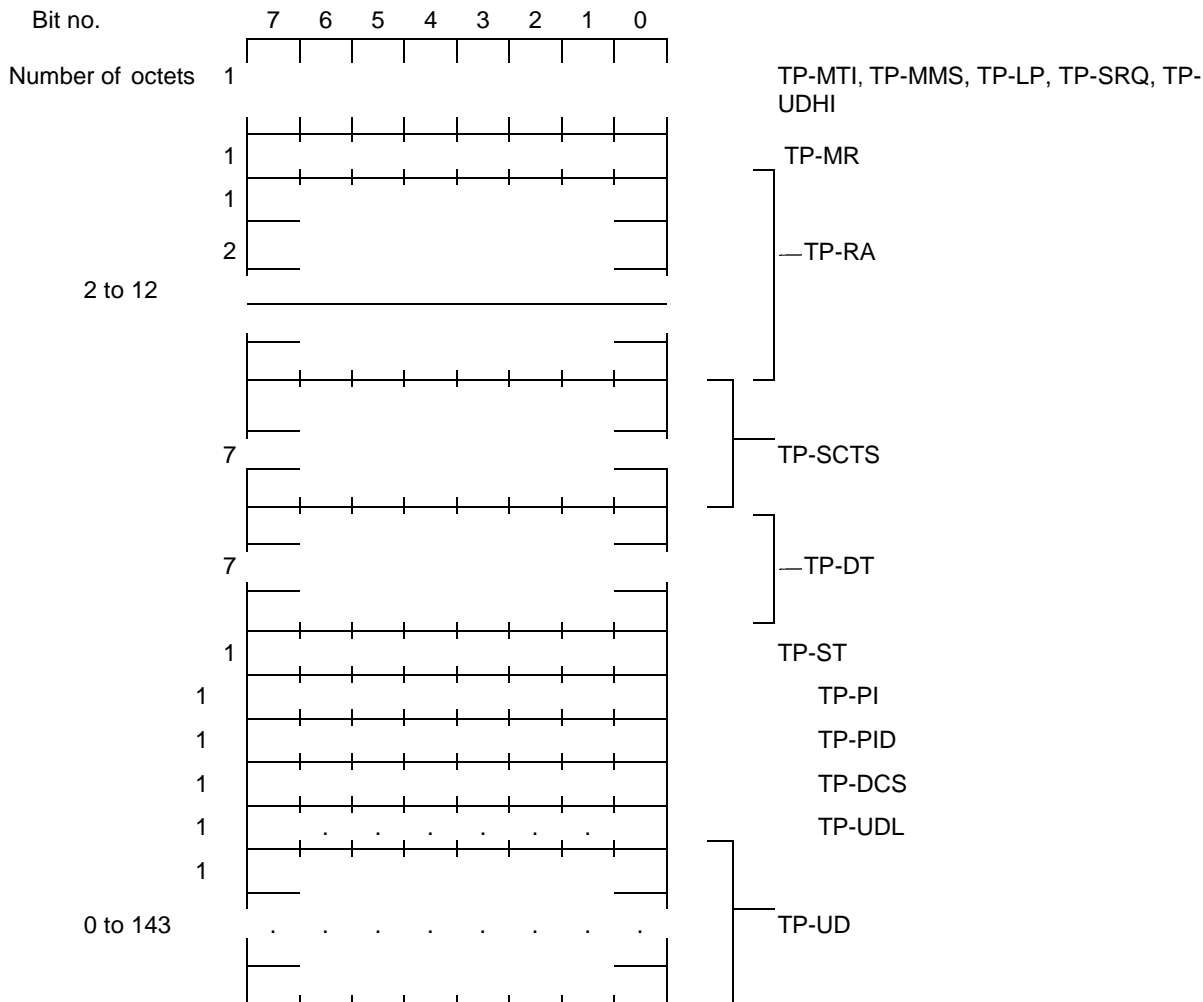 Bit no. 7 6 5 4 3 2 1 0
Number of octets 1 TP-MTI, TP-MMS, TP-LP, TP-SRQ, TP-
UDHI
1 TP-MR
1
2 TP-RA
2 to 12
7 TP-SCTS
7 TP-DT
1 TP-ST
1 TP-PI
1 TP-PID
1 TP-DCS
1 . . . . . . TP-UDL
1
0 to 143 . . . . . . . . TP-UD